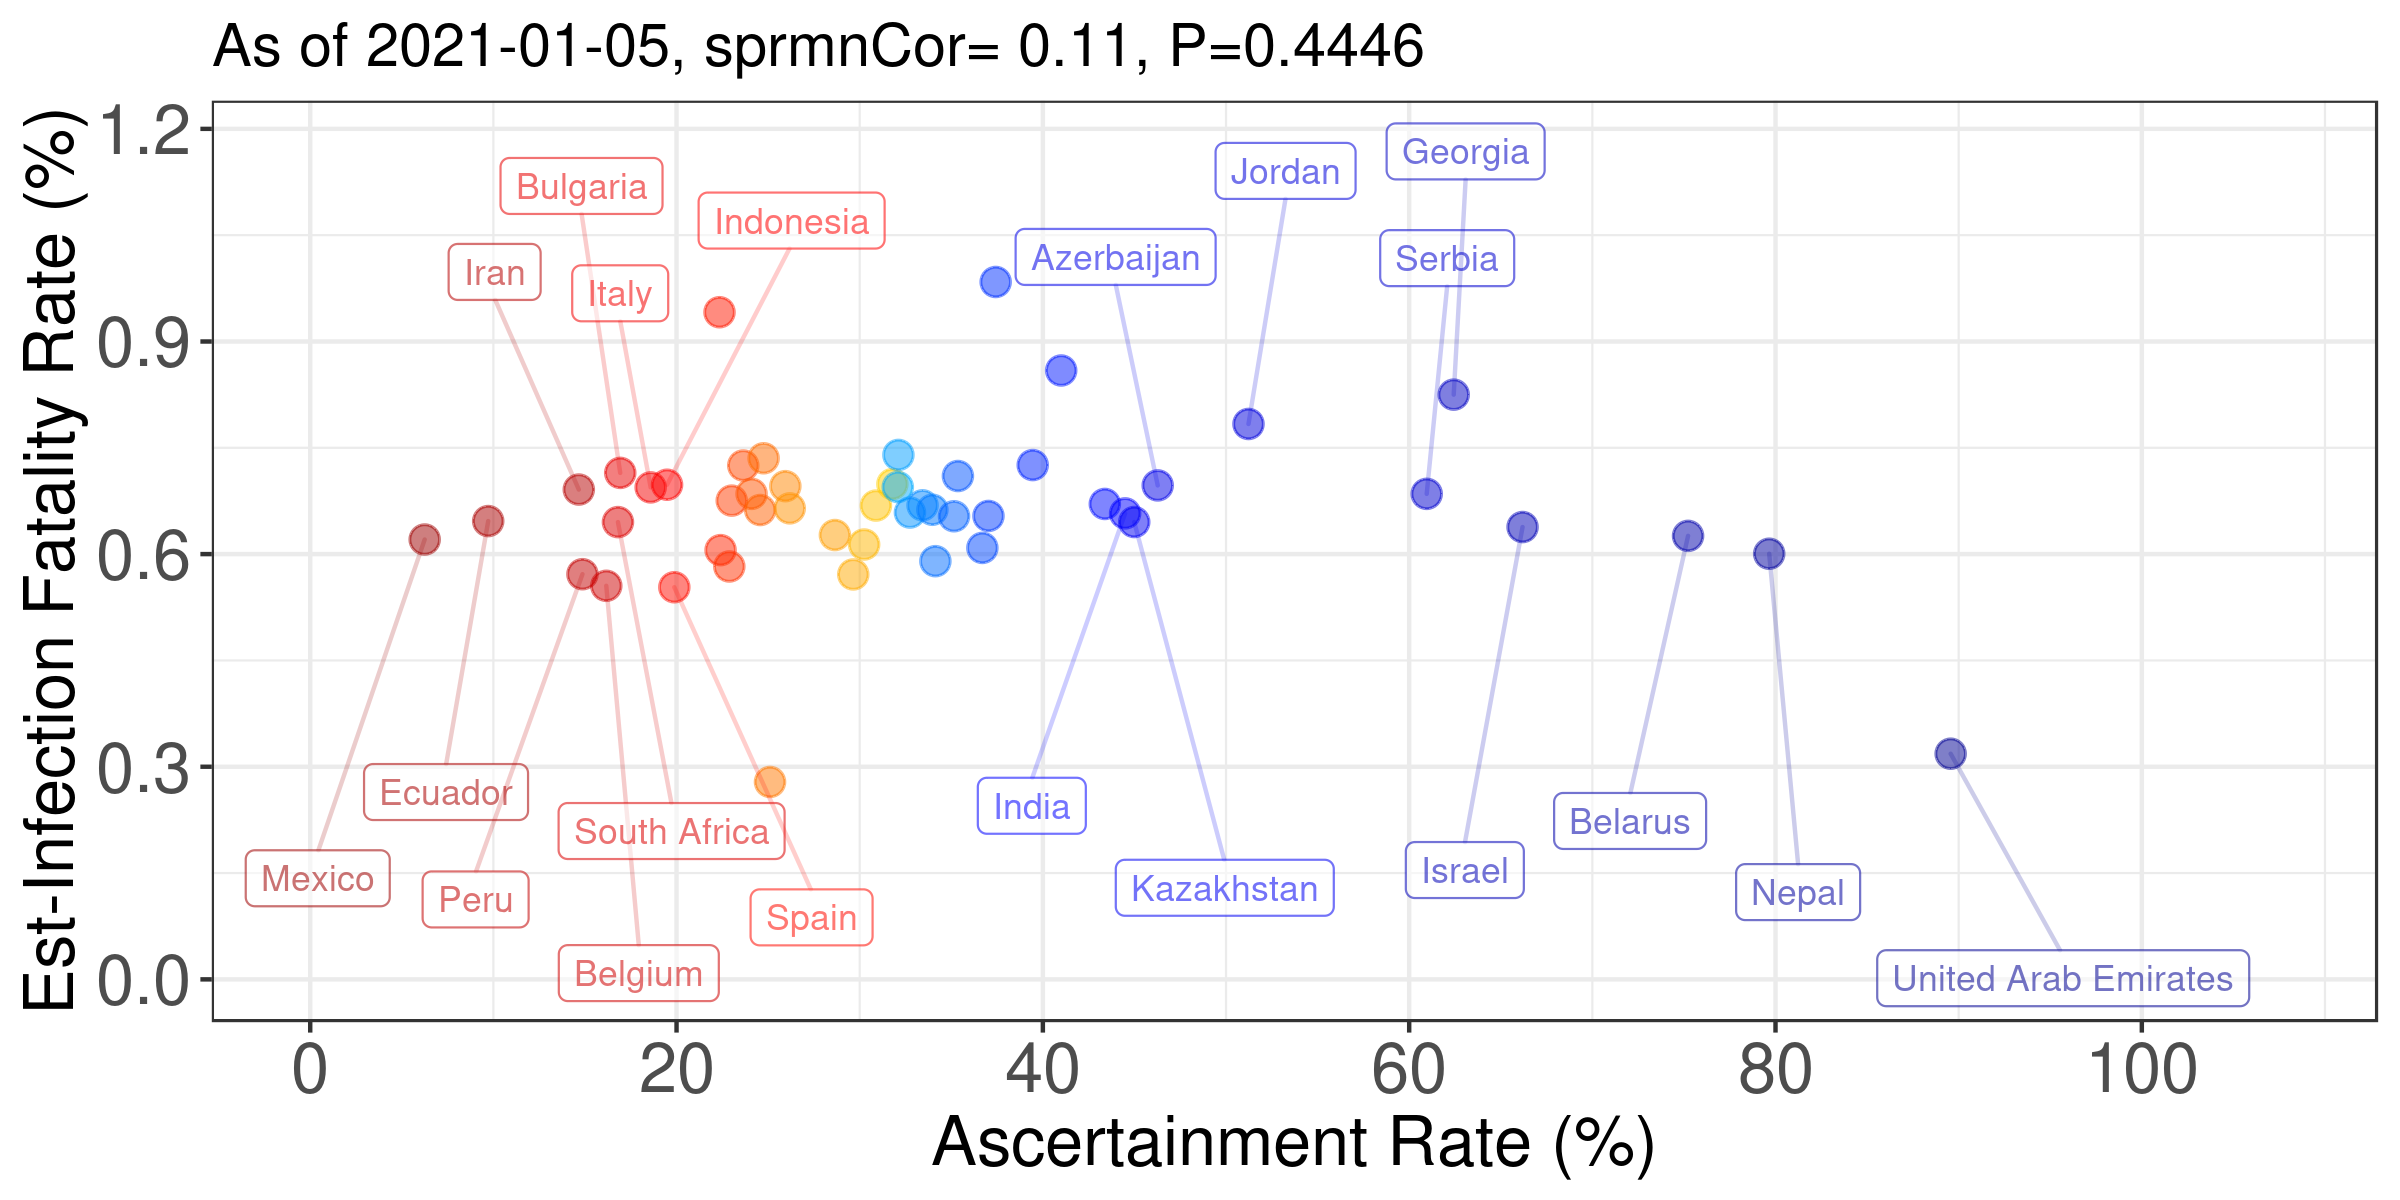 As of 2021-01-05, sprmnCor= 0.11, P=0.4446
Est-Infection Fatality Rate (%)
1.2
0.9
0.6
0.3
0.0
Georgia
Jordan
Bulgaria
Indonesia
Azerbaijan
Serbia
Iran
Italy
Ecuador
India
Belarus
South Africa
Israel
Mexico
Kazakhstan
Nepal
Peru
Spain
Belgium
United Arab Emirates
0
20
40
60
80
100
Ascertainment Rate (%)